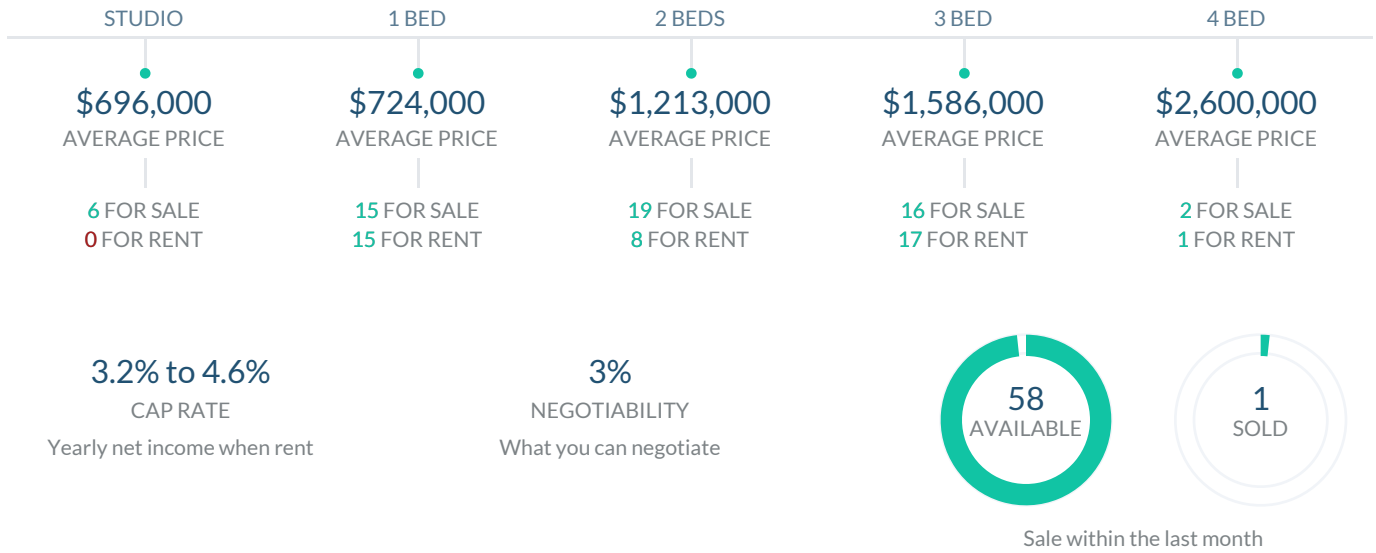 STUDIO
1 BED
2 BEDS
3 BED
4 BED
$696,000
$724,000
$1,213,000
$1,586,000
$2,600,000
AVERAGE PRICE
AVERAGE PRICE
AVERAGE PRICE
AVERAGE PRICE
AVERAGE PRICE
6 FOR SALE
15 FOR SALE
19 FOR SALE
16 FOR SALE
2 FOR SALE
0 FOR RENT
15 FOR RENT
8 FOR RENT
17 FOR RENT
1 FOR RENT
3.2% to 4.6%
CAP RATE
Yearly net income when rent
3%
NEGOTIABILITY
What you can negotiate
58
AVAILABLE
1
SOLD
Sale within the last month